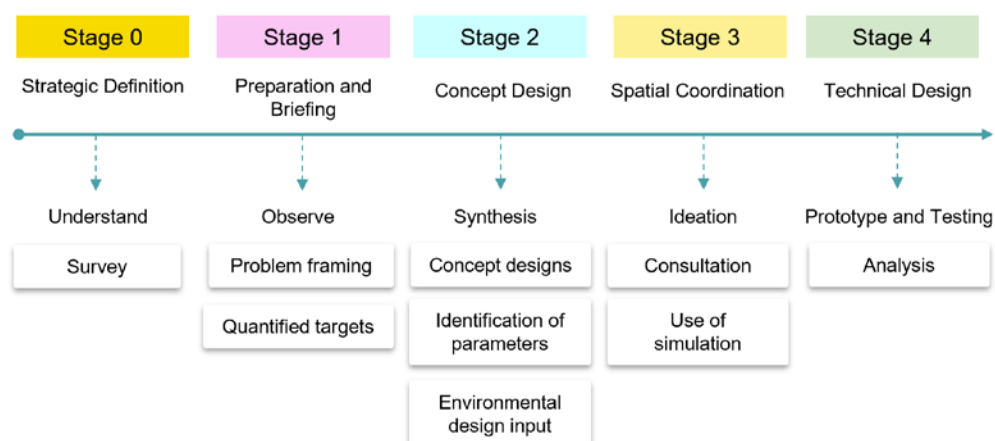 Stage 0
Stage 1
Stage 2
Stage 3
Stage 4
Strategic Definition
Preparation and
Briefing
Concept Design
Spatial Coordination
Technical Design
Understand
Observe
Synthesis
Ideation
Prototype and Testing
Survey
Problem framing
Concept designs
Consultation
Analysis
Quantified targets
Identification of
parameters
Use of
simulation
Environmental
design input